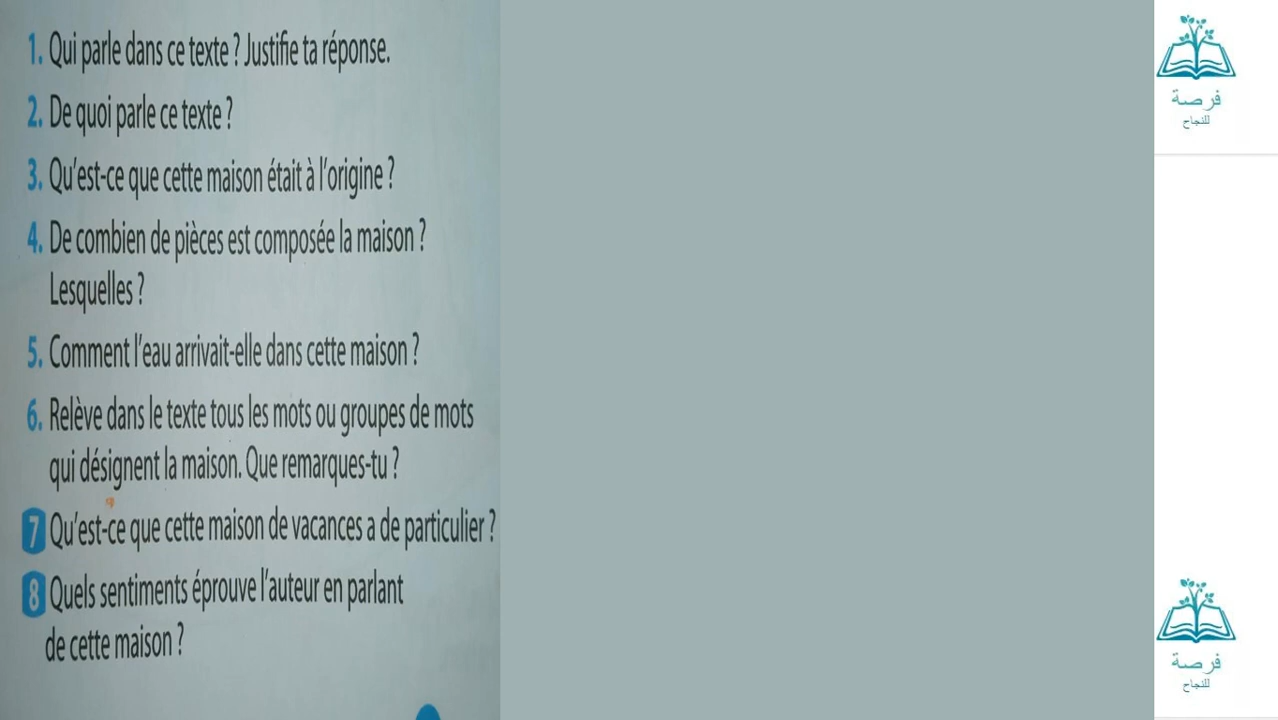 1. Qui parle dans ce texte ? Justifie ta réponse.
2. De quoi parle ce texte ?
3. Qu'est-ce que cette maison était à l'origine ?
4. De combien de pièces est composée la maison ?
Lesquelles ?
5. Comment l'eau arrivait-elle dans cette maison ?
6. Relève dans le texte tous les mots ou groupes de mots
qui désignent la maison. Que remarques-tu ?
7 Qu'est-ce que cette maison de vacances a de particulier ?
8 Quels sentiments éprouve l'auteur en parlant
de cette maison ?
فرصة
للنجاح
فرصة
للنجاح